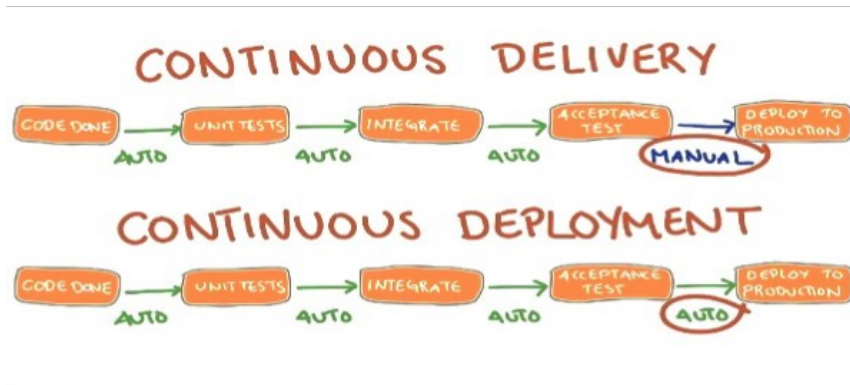 CONTINUOUS DELIVERY
CODE DONE
UNIT TESTS
INTEGRATE
ACCEPTANCE
TEST
DEPLOY TO
PRODUCTION
AUTO
AUTO
AUTO
MANUAL
CONTINUOUS DEPLOYMENT
CODE DONE
UNIT TESTS
INTEGRATE
ACCEPTANCE
TEST
DEPLOY TO
PRODUCTION
AUTO
AUTO
AUTO
AUTO